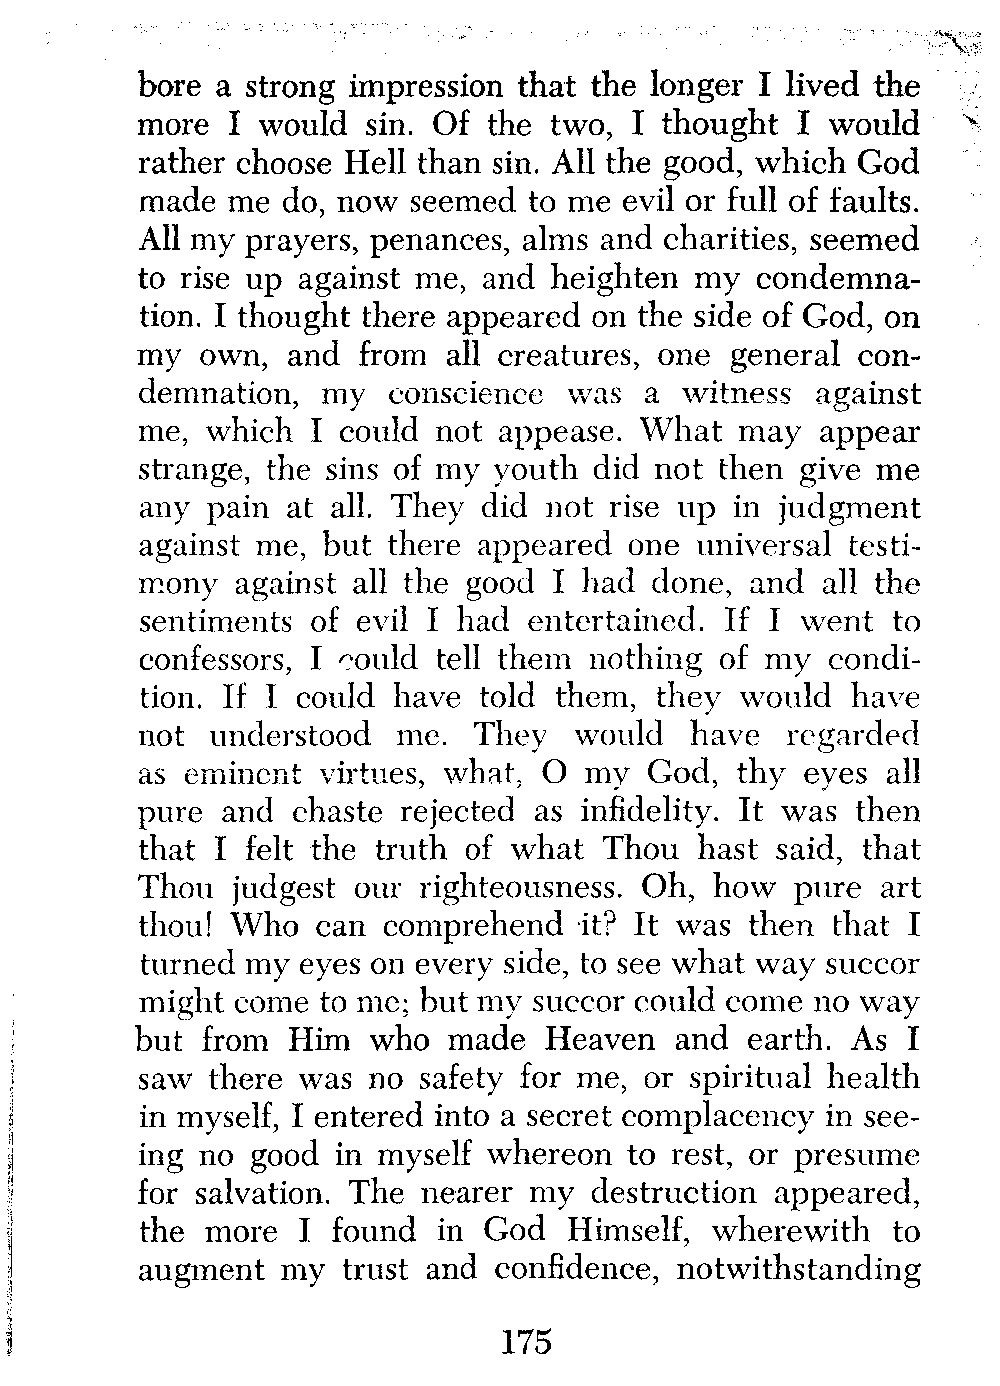 bore a strong impression that the longer I lived the
more I would sin. Of the two, I thought I would
rather choose Hell than sin. All the good, which God
made me do, now seemed to me evil or full of faults.
All my prayers, penances, alms and charities, seemed
to rise up against me, and heighten my condemna-
tion. I thought there appeared on the side of God, on
my own, and from all creatures, one general con-
demnation, my conscience was a witness against
me, which I could not appease. What may appear
strange, the sins of my youth did not then give me
any pain at all. They did not rise up in judgment
against me, but there appeared one universal testi-
mony against all the good I had done, and all the
sentiments of evil I had entertained. If I went to
confessors, I could tell them nothing of my condi-
tion. If I could have told them, they would have
not understood me. They would have regarded
as eminent virtues, what, O my God, thy eyes all
pure and chaste rejected as infidelity. It was then
that I felt the truth of what Thou hast said, that
Thou judgest our righteousness. Oh, how pure art
thou! Who can comprehend it? It was then that I
turned my eyes on every side, to see what way succor
might come to me; but my succor could come no way
but from Him who made Heaven and earth. As I
saw there was no safety for me, or spiritual health
in myself, I entered into a secret complacency in see-
ing no good in myself whereon to rest, or presume
for salvation. The nearer my destruction appeared,
the more I found in God Himself, wherewith to
augment my trust and confidence, notwithstanding
175